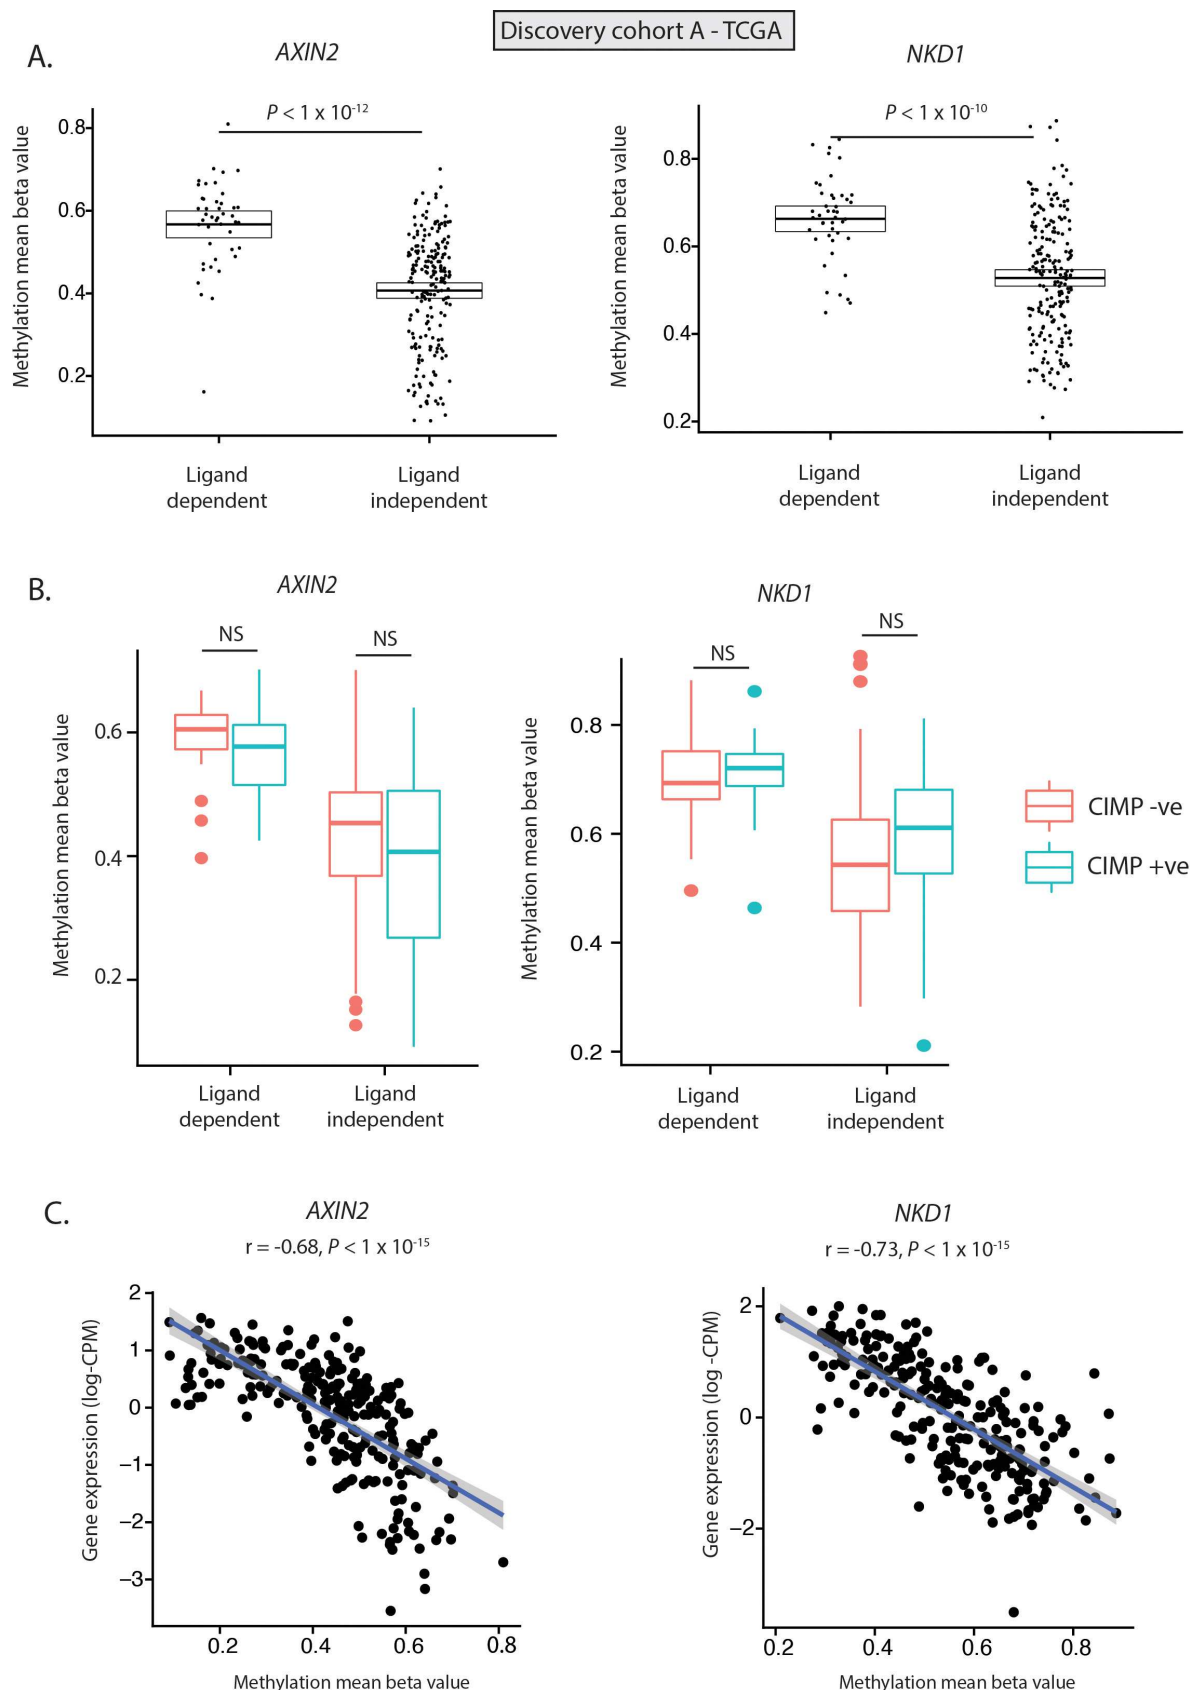 Discovery cohort A - TCGA
A.
AXIN2
NKD1
P < 1 x 10-12
P < 1 x 10-10
Methylation mean beta value
0.8
0.6
0.4
0.2
Ligand
dependent
Ligand
independent
Methylation mean beta value
0.8
0.6
0.4
0.2
Ligand
dependent
Ligand
independent
B.
AXIN2
NKD1
NS
NS
NS
NS
Methylation mean beta value
0.6
0.4
0.2
Ligand
dependent
Ligand
independent
Methylation mean beta value
0.8
0.6
0.4
0.2
Ligand
dependent
Ligand
independent
CIMP -ve
CIMP +ve
C.
AXIN2
r = -0.68, P < 1 x 10-15
NKD1
r = -0.73, P < 1 x 10-15
Gene expression (log-CPM)
2
1
0
−1
−2
−3
0.2
0.4
0.6
0.8
Methylation mean beta value
Gene expression (log -CPM)
2
0
−2
0.2
0.4
0.6
0.8
Methylation mean beta value